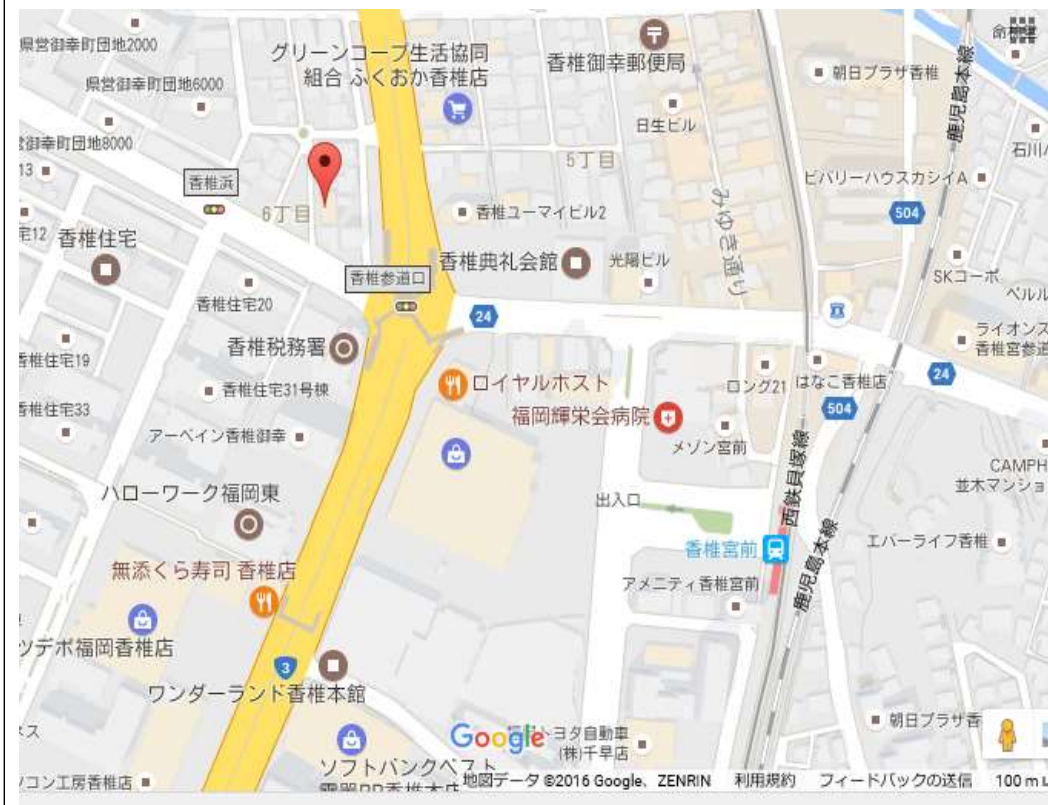 県営御幸町団地2000
グリーンコープ生活協同
組合 ふくおか香椎店
香椎御幸郵便局
県営御幸町団地6000
朝日プラザ香椎
鹿児島本線
日生ビル
御幸町団地8000
5丁目
石川
13
香椎浜
ビバリーハウスカシイA
みゆき通り
504
6丁目
香椎ユーマイビル2
宅12
香椎住宅
香椎典礼会館
光陽ビル
香椎参道口
SKコーポ
ベルル
香椎住宅20
24
ライオンズ
香椎宮参道
香椎税務署
香椎住宅19
ロイヤルホスト
ロング21
はなこ香椎店
24
香椎住宅31号棟
504
香椎住宅33
福岡輝栄会病院
アーベイン香椎御幸
メゾン宮前
CAMPH
並木マンショ
ハローワーク福岡東
出入口
西鉄貝塚線
香椎宮前
エバーライフ香椎
無添くら寿司 香椎店
アメニティ香椎宮前
鹿児島本線
ツデポ福岡香椎店
3
ワンダーランド香椎本館
朝日プラザ香
Google
トヨタ自動車
(株)千早店
ソフトバンクベスト
ソコン工房香椎店
地図データ ©2016 Google、ZENRIN
利用規約
フィードバックの送信
100 m